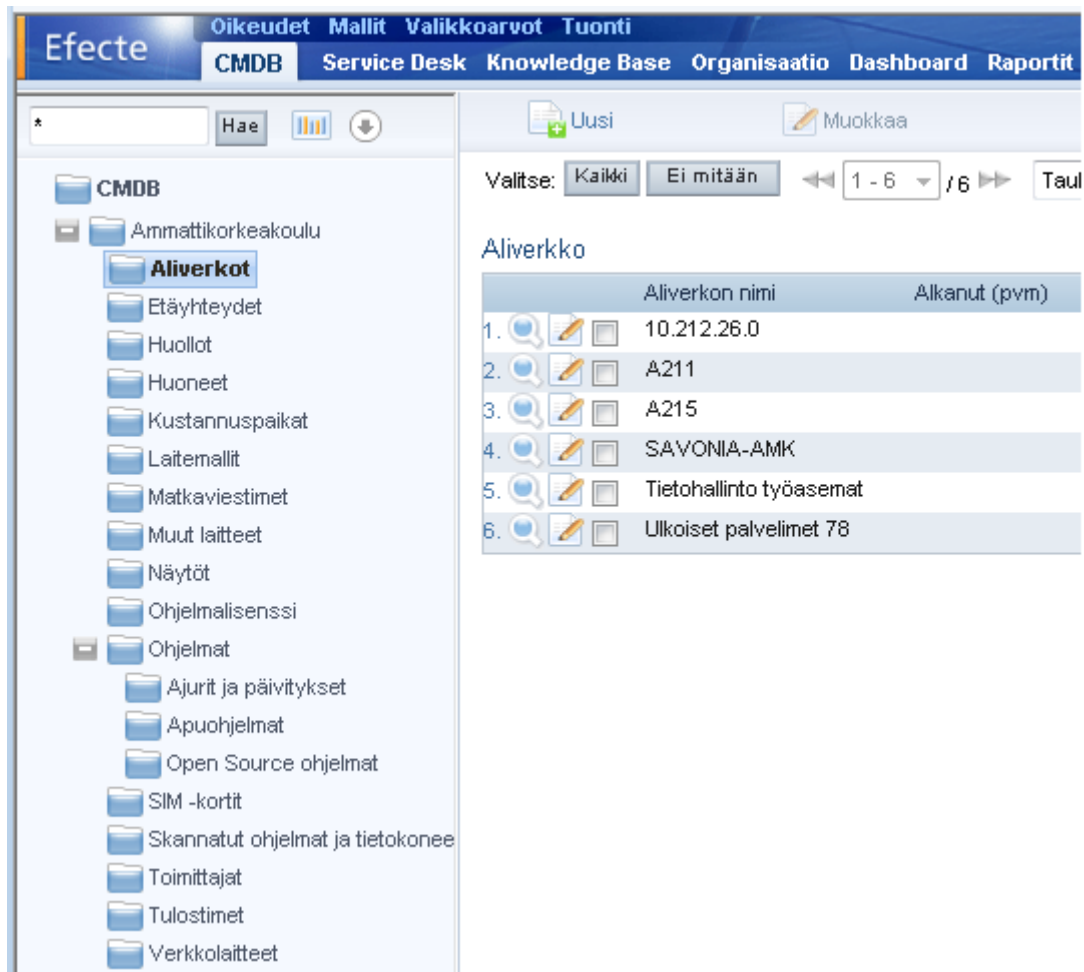 Efecte
Oikeudet Mallit Valikkoarvot Tuonti
CMDB Service Desk Knowledge Base Organisaatio Dashboard Raportit
* Hae
Uusi Muokkaa
Valitse: Kaikki Ei mitään 1 - 6 / 6 Taul
CMDB
Ammattikorkeakoulu
Aliverkot
Etäyhteydet
Huollot
Huoneet
Kustannuspaikat
Laitemallit
Matkaviestimet
Muut laitteet
Näytöt
Ohjelmalisenssi
Ohjelmat
Ajurit ja päivitykset
Apuohjelmat
Open Source ohjelmat
SIM -kortit
Skannatut ohjelmat ja tietokonee
Toimittajat
Tulostimet
Verkkolaitteet
Aliverkko
Aliverkon nimi Alkanut (pvm)
1. 10.212.26.0
2. A211
3. A215
4. SAVONIA-AMK
5. Tietohallinto työasemat
6. Ulkoiset palvelimet 78